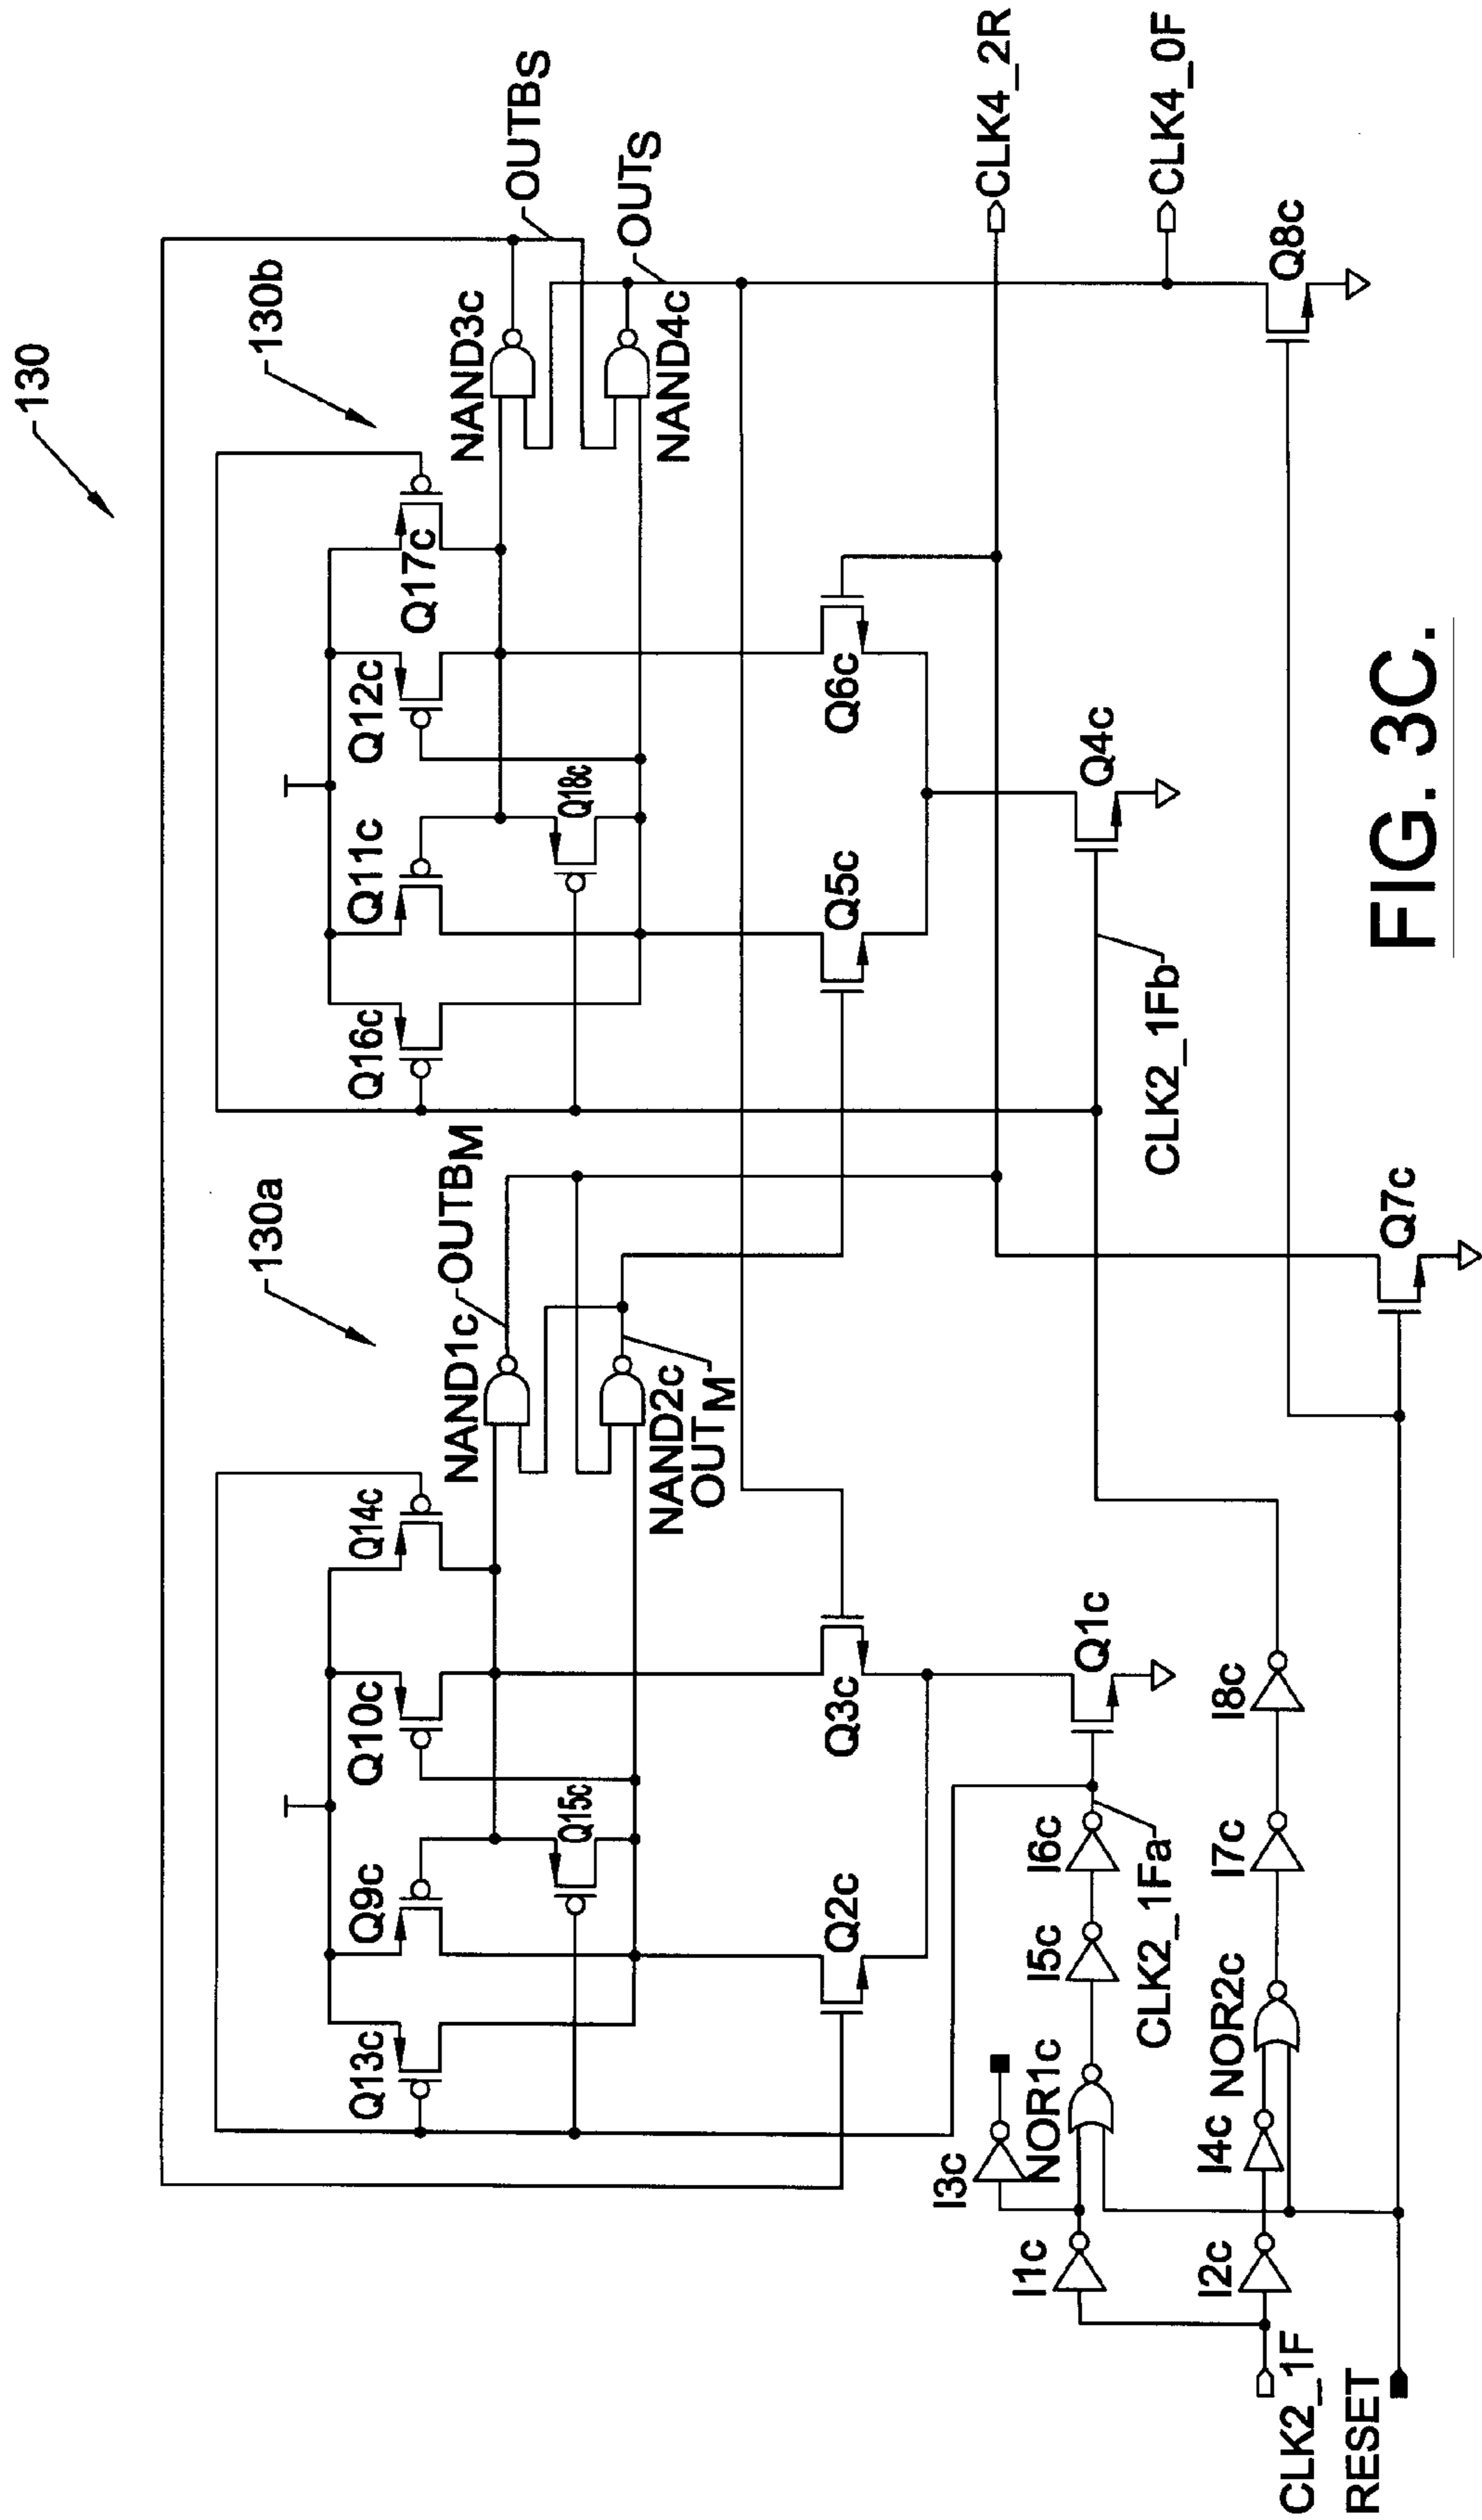 130
130a
130b
Q13c
Q9c
Q10c
Q14c
Q15c
NAND1c
OUTBM
NAND2c
OUTM
Q16c
Q11c
Q12c
Q17c
Q18c
NAND3c
OUTBS
OUTS
NAND4c
Q2c
Q3c
Q5c
Q6c
I3c
I1c
NOR1c
I5c
I6c
Q1c
CLK2_1Fa
I2c
I4c
NOR2c
I7c
I8c
CLK2_1Fb
Q4c
Q7c
Q8c
CLK4_2R
CLK4_0F
CLK2_1F
RESET
FIG. 3C.